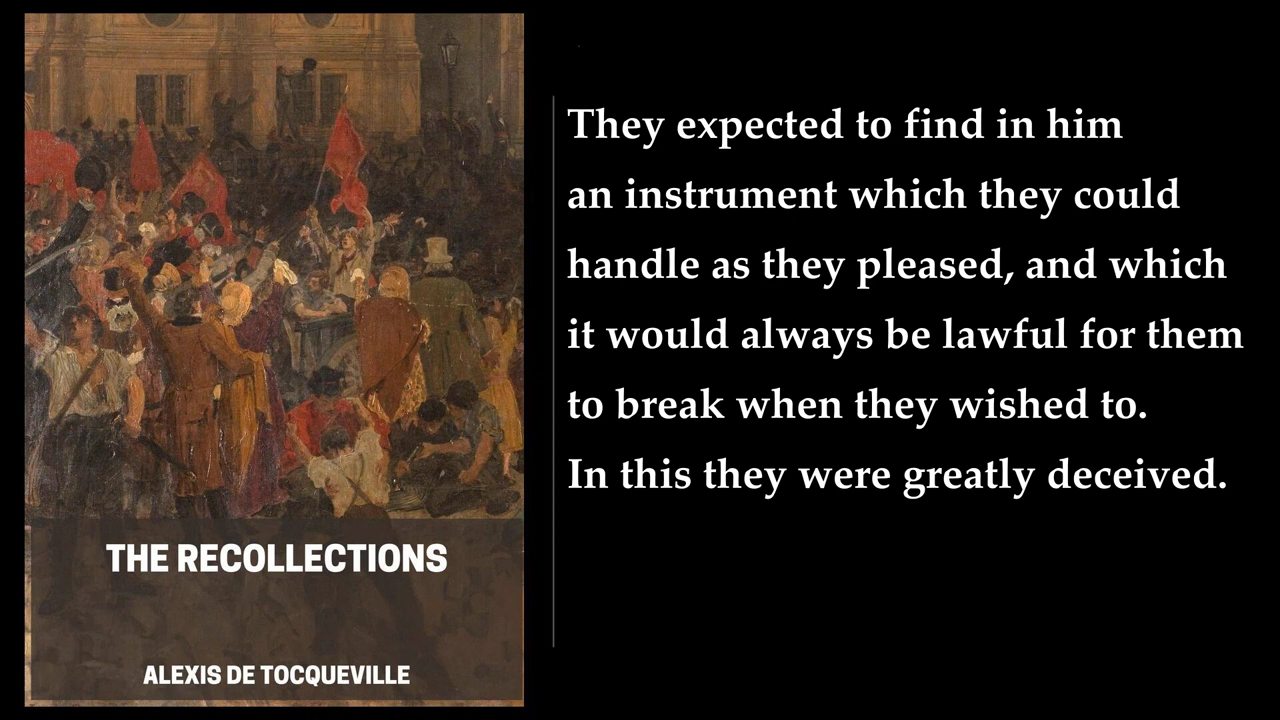 THE RECOLLECTIONS
ALEXIS DE TOCQUEVILLE
They expected to find in him
an instrument which they could
handle as they pleased, and which
it would always be lawful for them
to break when they wished to.
In this they were greatly deceived.